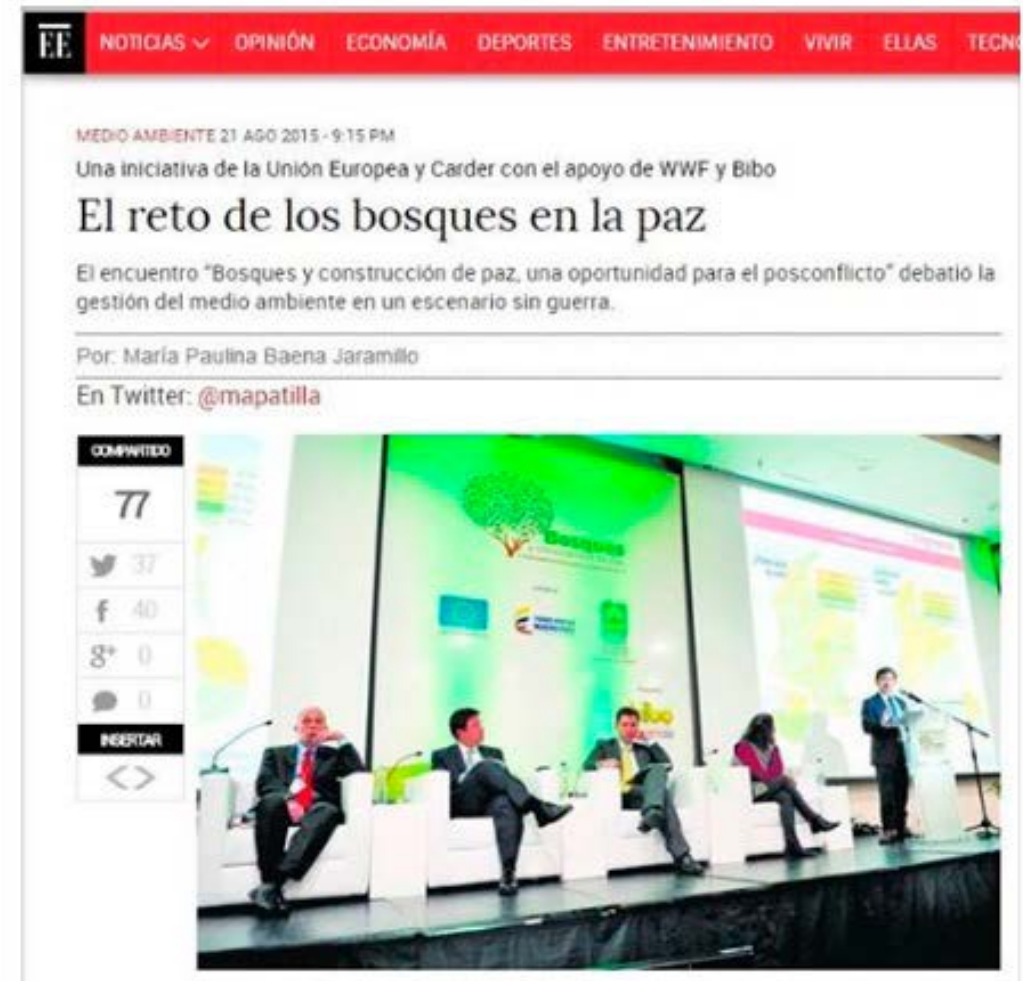 EE NOTICIAS OPINIÓN ECONOMÍA DEPORTES ENTRETENIMIENTO VIVIR ELLAS TECN
MEDIO AMBIENTE 21 AGO 2015 - 9:15 PM
Una iniciativa de la Unión Europea y Carder con el apoyo de WWF y Bibo
El reto de los bosques en la paz
El encuentro "Bosques y construcción de paz, una oportunidad para el posconflicto" debatió la
gestión del medio ambiente en un escenario sin guerra.
Por: María Paulina Baena Jaramillo
En Twitter: @mapatilla
COMPARTIDO
77
37
40
g+ 0
0
INSERTAR
<>
Bosques
bibo